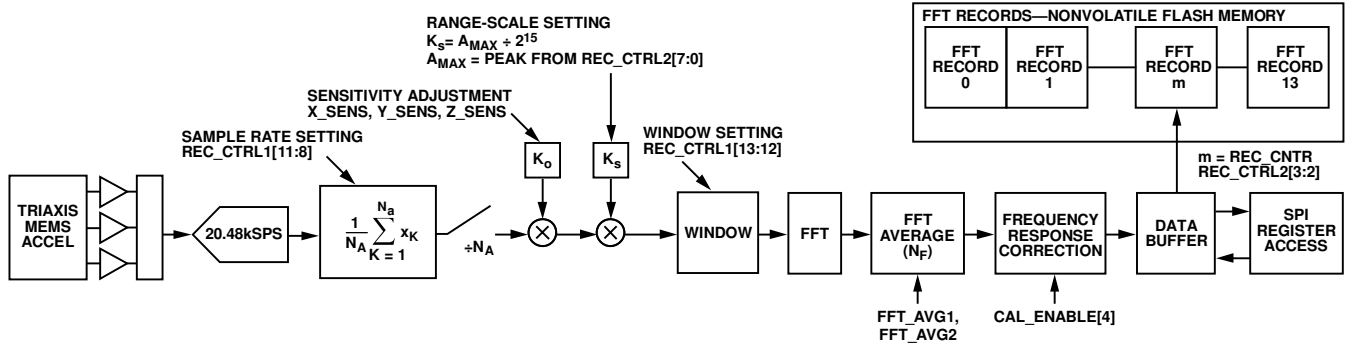 RANGE-SCALE SETTING
Ks= AMAX ÷ 2^15
AMAX = PEAK FROM REC_CTRL2[7:0]
SENSITIVITY ADJUSTMENT
X_SENS, Y_SENS, Z_SENS
SAMPLE RATE SETTING
REC_CTRL1[11:8]
WINDOW SETTING
REC_CTRL1[13:12]
FFT RECORDS—NONVOLATILE FLASH MEMORY
FFT
RECORD
0
FFT
RECORD
1
FFT
RECORD
m
FFT
RECORD
13
m = REC_CNTR
REC_CTRL2[3:2]
TRIAXIS
MEMS
ACCEL
20.48kSPS
1
NA
Na
∑ xK
K = 1
÷NA
Ko
×
Ks
×
WINDOW
FFT
FFT
AVERAGE
(NF)
FREQUENCY
RESPONSE
CORRECTION
DATA
BUFFER
SPI
REGISTER
ACCESS
FFT_AVG1,
FFT_AVG2
CAL_ENABLE[4]